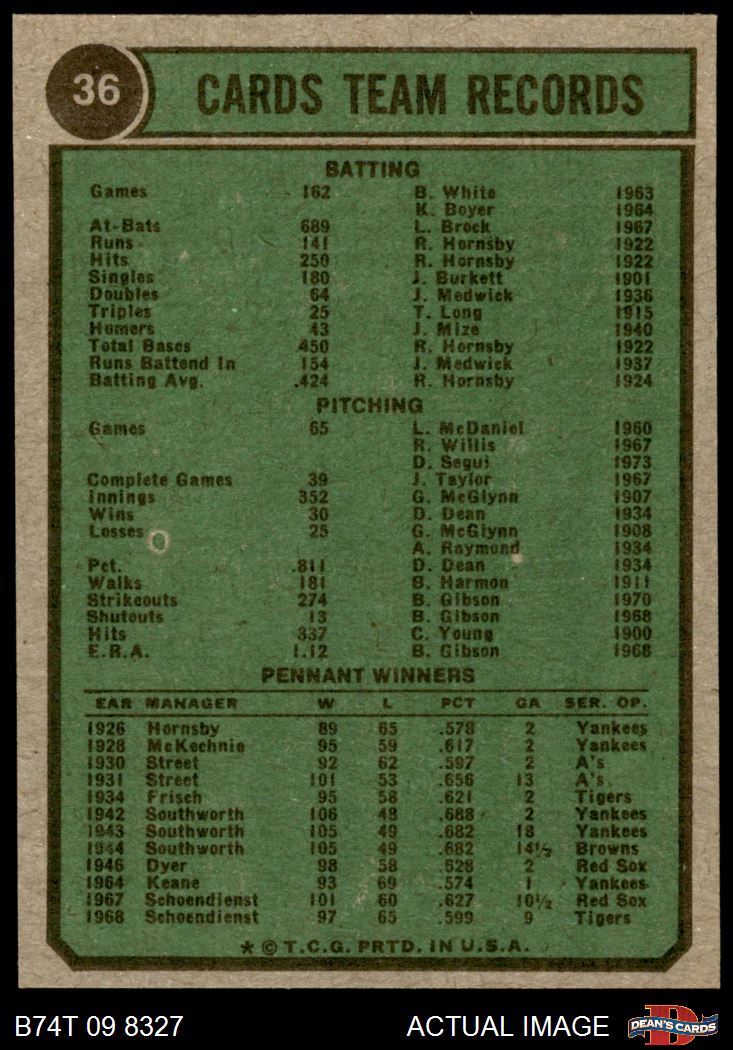 36 CARDS TEAM RECORDS
BATTING
Games 162 B. White 1963
K. Boyer 1964
At-Bats 689 L. Brock 1967
Runs 141 R. Hornsby 1922
Hits 250 R. Hornsby 1922
Singles 180 J. Burkett 1901
Doubles 64 J. Medwick 1936
Triples 25 T. Long 1915
Homers 43 J. Mize 1940
Total Bases 450 R. Hornsby 1922
Runs Battend In 154 J. Medwick 1937
Batting Avg. .424 R. Hornsby 1924
PITCHING
Games 65 L. McDaniel 1960
R. Willis 1967
D. Segui 1973
Complete Games 39 J. Taylor 1967
Innings 352 G. McGlynn 1907
Wins 30 D. Dean 1934
Losses 25 G. McGlynn 1908
A. Raymond 1934
Pct. .811 D. Dean 1934
Walks 181 B. Harmon 1911
Strikeouts 274 B. Gibson 1970
Shutouts 13 B. Gibson 1968
Hits 337 C. Young 1900
E.R.A. 1.12 B. Gibson 1968
PENNANT WINNERS
EAR MANAGER W L PCT GA SER. OP.
1926 Hornsby 89 65 .578 2 Yankees
1928 McKechnie 95 59 .617 2 Yankees
1930 Street 92 62 .597 2 A's
1931 Street 101 53 .656 13 A's
1934 Frisch 95 58 .621 2 Tigers
1942 Southworth 106 48 .688 2 Yankees
1943 Southworth 105 49 .682 18 Yankees
1944 Southworth 105 49 .682 14½ Browns
1946 Dyer 98 58 .628 2 Red Sox
1964 Keane 93 69 .574 1 Yankees
1967 Schoendienst 101 60 .627 10½ Red Sox
1968 Schoendienst 97 65 .599 9 Tigers
* © T.C.G. PRTD. IN U.S.A.
B74T 09 8327 ACTUAL IMAGE D DEAN'S CARDS